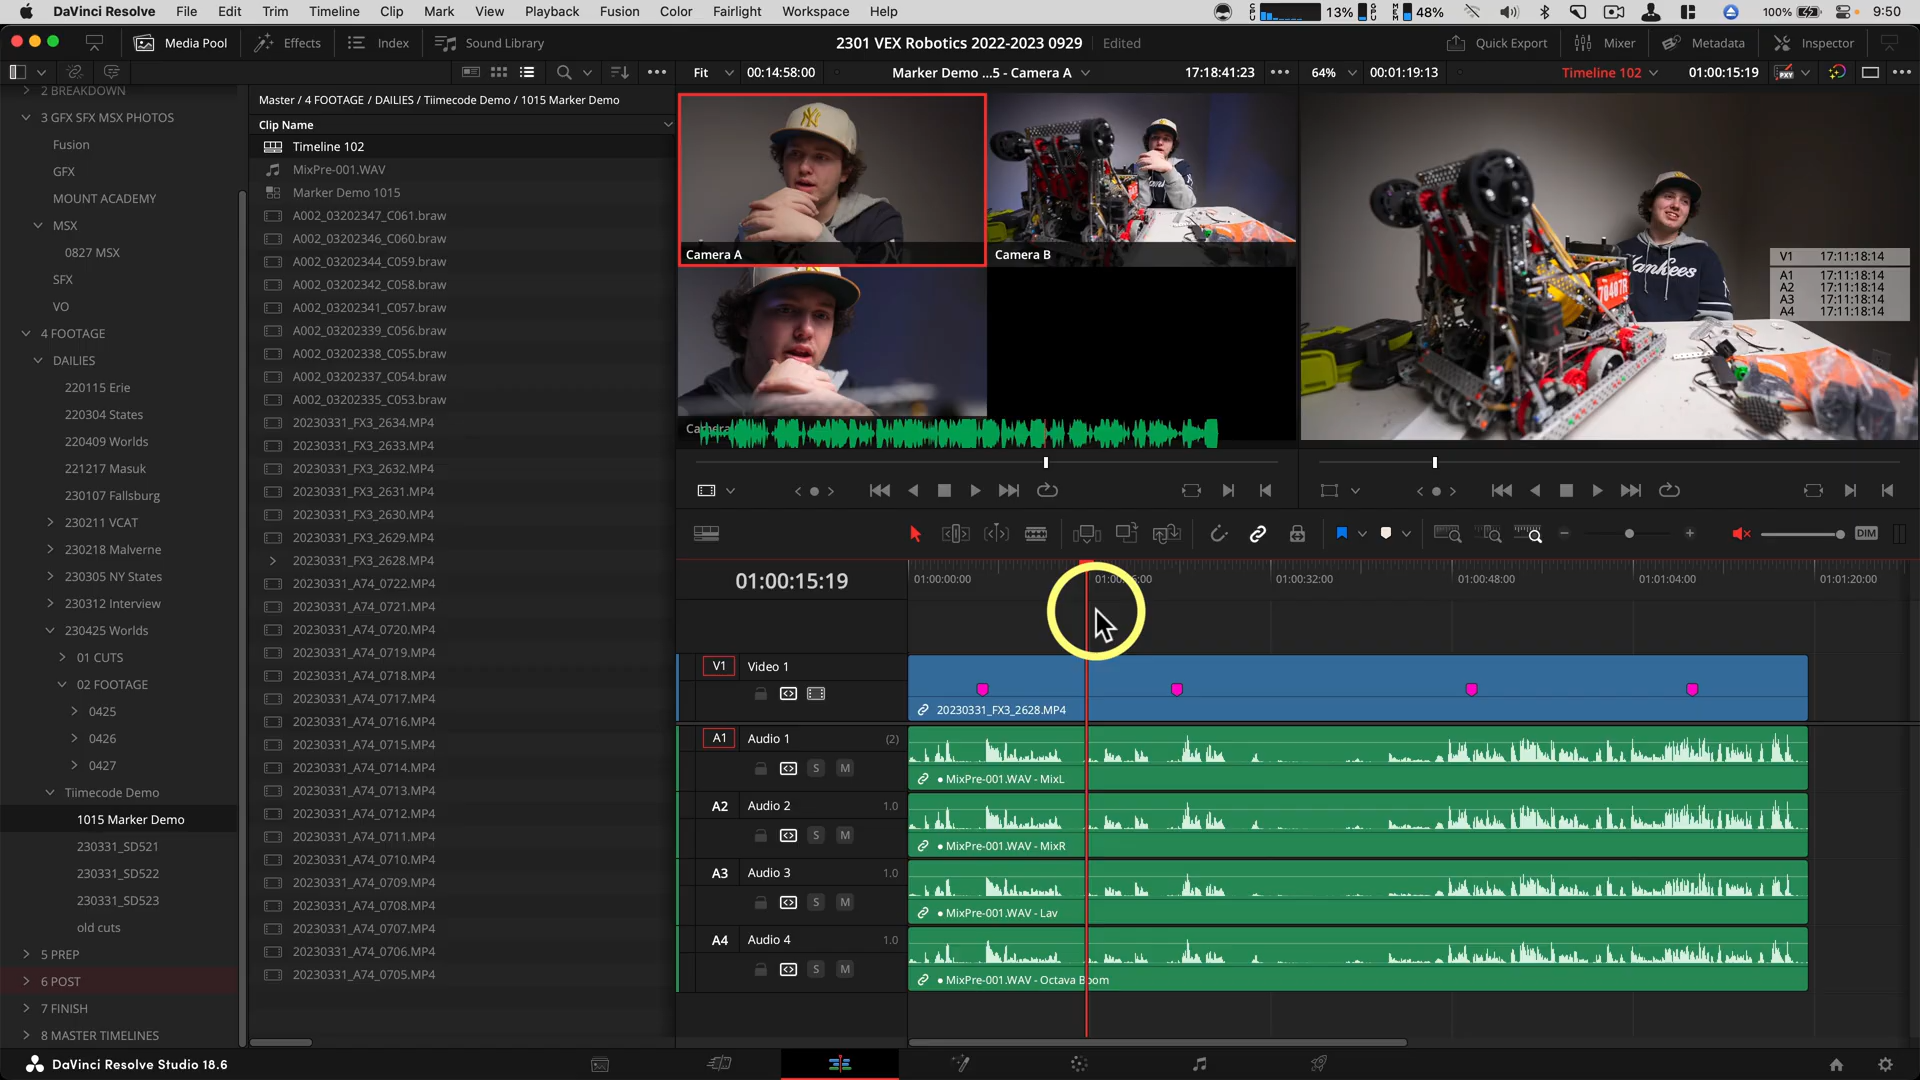 DaVinci Resolve File Edit Trim Timeline Clip Mark View Playback Fusion Color Fairlight Workspace Help 13% 48% 100% 9:50
Media Pool Effects Index Sound Library 2301 VEX Robotics 2022-2023 0929 Edited Quick Export Mixer Metadata Inspector
Fit 00:14:58:00 Marker Demo ...5 - Camera A 17:18:41:23 64% 00:01:19:13 Timeline 102 01:00:15:19
2 BREAKDOWN
3 GFX SFX MSX PHOTOS
Fusion
GFX
MOUNT ACADEMY
MSX
0827 MSX
SFX
VO
4 FOOTAGE
DAILIES
220115 Erie
220304 States
220409 Worlds
221217 Masuk
230107 Fallsburg
230211 VCAT
230218 Malverne
230305 NY States
230312 Interview
230425 Worlds
01 CUTS
02 FOOTAGE
0425
0426
0427
Tiimecode Demo
1015 Marker Demo
230331_SD521
230331_SD522
230331_SD523
old cuts
5 PREP
6 POST
7 FINISH
8 MASTER TIMELINES
Master / 4 FOOTAGE / DAILIES / Tiimecode Demo / 1015 Marker Demo
Clip Name
Timeline 102
MixPre-001.WAV
Marker Demo 1015
A002_03202347_C061.braw
A002_03202346_C060.braw
A002_03202344_C059.braw
A002_03202342_C058.braw
A002_03202341_C057.braw
A002_03202339_C056.braw
A002_03202338_C055.braw
A002_03202337_C054.braw
A002_03202335_C053.braw
20230331_FX3_2634.MP4
20230331_FX3_2633.MP4
20230331_FX3_2632.MP4
20230331_FX3_2631.MP4
20230331_FX3_2630.MP4
20230331_FX3_2629.MP4
20230331_FX3_2628.MP4
20230331_A74_0722.MP4
20230331_A74_0721.MP4
20230331_A74_0720.MP4
20230331_A74_0719.MP4
20230331_A74_0718.MP4
20230331_A74_0717.MP4
20230331_A74_0716.MP4
20230331_A74_0715.MP4
20230331_A74_0714.MP4
20230331_A74_0713.MP4
20230331_A74_0712.MP4
20230331_A74_0711.MP4
20230331_A74_0710.MP4
20230331_A74_0709.MP4
20230331_A74_0708.MP4
20230331_A74_0707.MP4
20230331_A74_0706.MP4
20230331_A74_0705.MP4
Camera A Camera B
V1 17:11:18:14
A1 17:11:18:14
A2 17:11:18:14
A3 17:11:18:14
A4 17:11:18:14
Yankees
DIM
01:00:15:19
01:00:00:00 01:00:32:00 01:00:48:00 01:01:04:00 01:01:20:00
V1 Video 1
20230331_FX3_2628.MP4
A1 Audio 1 (2)
S M
MixPre-001.WAV - MixL
A2 Audio 2 1.0
S M
MixPre-001.WAV - MixR
A3 Audio 3 1.0
S M
MixPre-001.WAV - Lav
A4 Audio 4 1.0
S M
MixPre-001.WAV - Octava Boom
DaVinci Resolve Studio 18.6